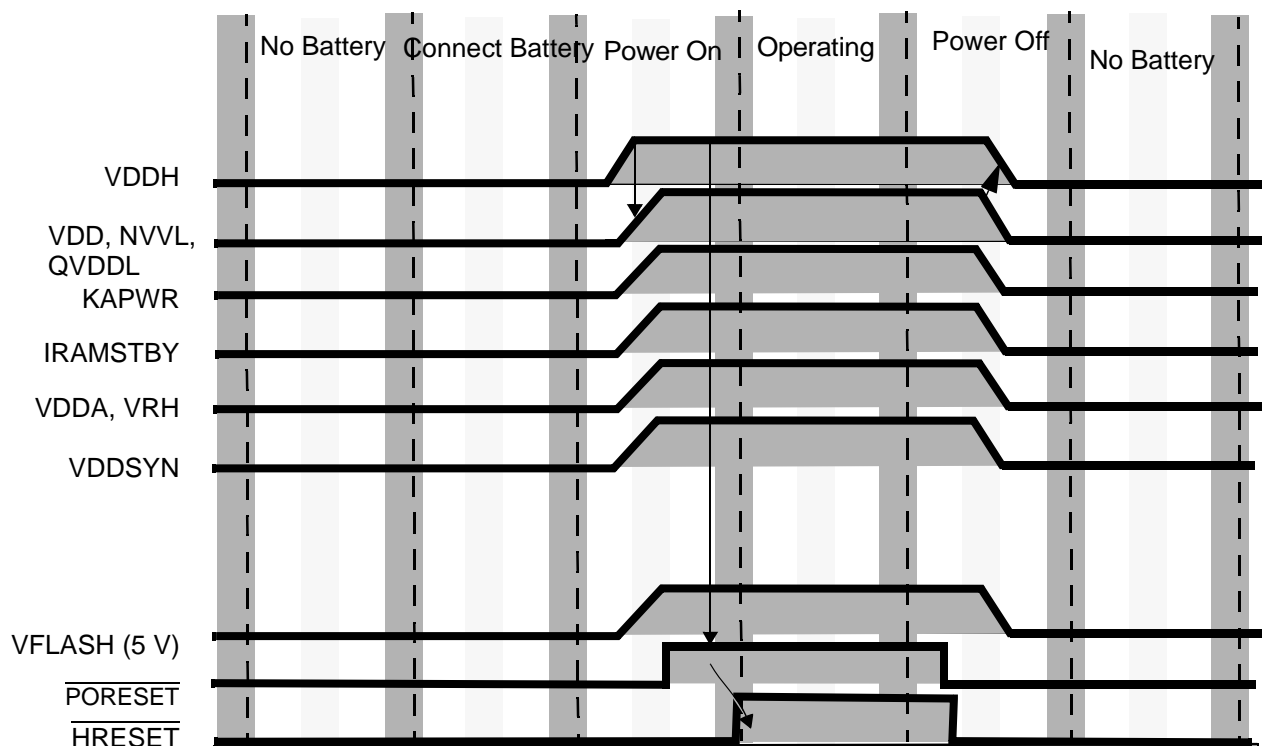 No Battery
Connect Battery
Power On
Operating
Power Off
No Battery
VDDH
VDD, NVVL,
QVDDL
KAPWR
IRAMSTBY
VDDA, VRH
VDDSYN
VFLASH (5 V)
PORESET
HRESET